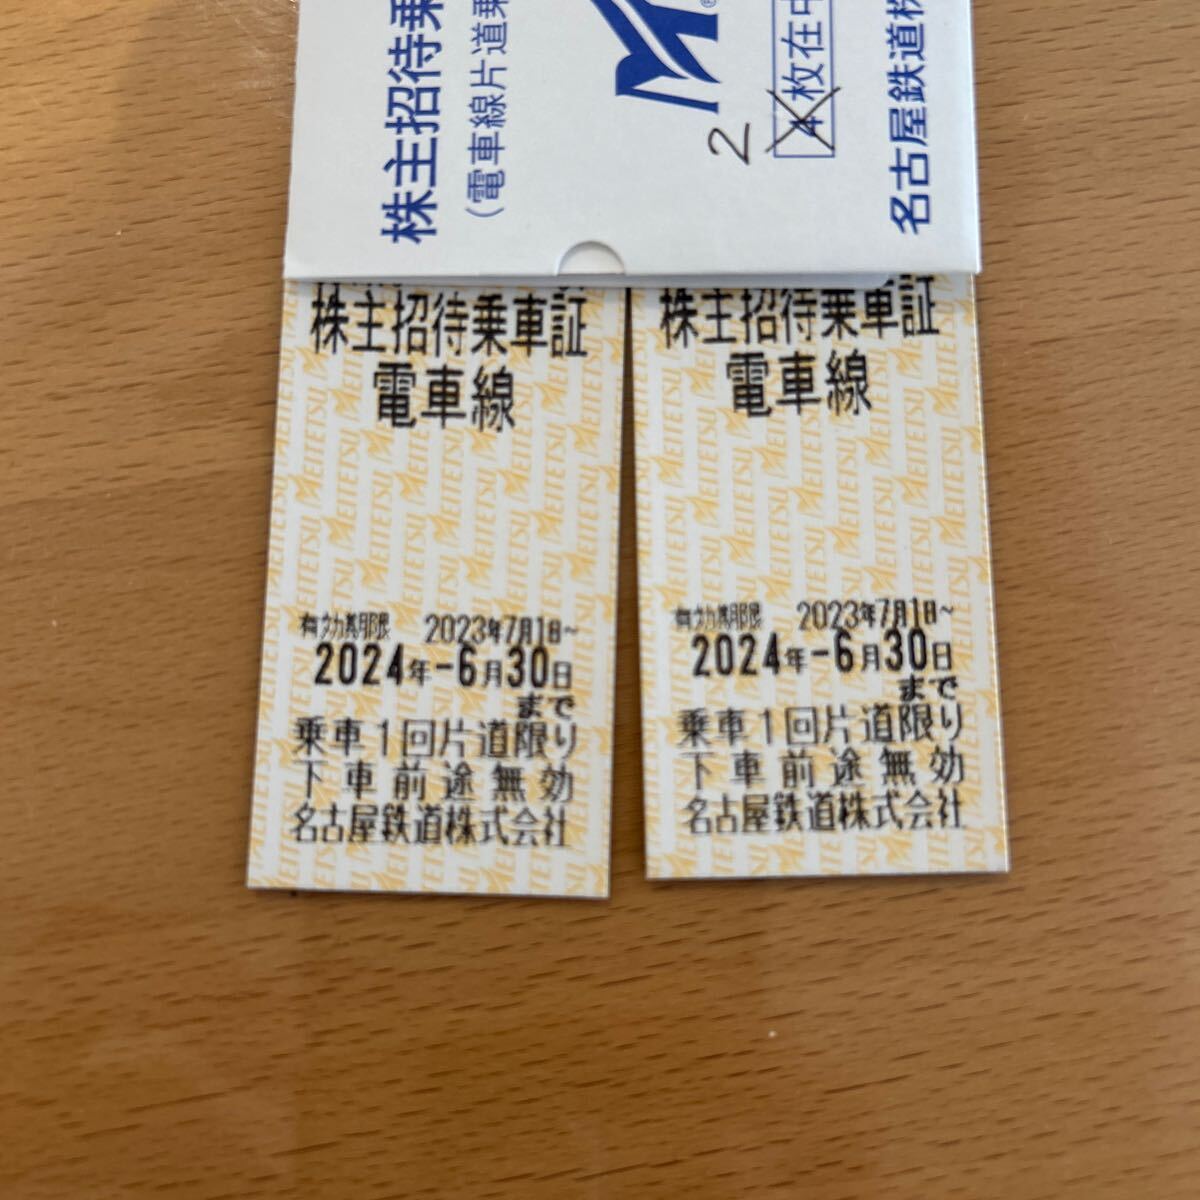 株主招待乗
(電車線片道乗
®
2
4枚在中
名古屋鉄道株
株主招待乗車証
電車線
MEITETSU
有効期限 2023年7月1日~
2024年-6月30日
まで
乗車1回片道限り
下車前途無効
名古屋鉄道株式会社
株主招待乗車証
電車線
MEITETSU
有効期限 2023年7月1日~
2024年-6月30日
まで
乗車1回片道限り
下車前途無効
名古屋鉄道株式会社